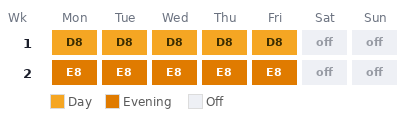 Wk Mon Tue Wed Thu Fri Sat Sun
1 D8 D8 D8 D8 D8 off off
2 E8 E8 E8 E8 E8 off off
Day Evening Off